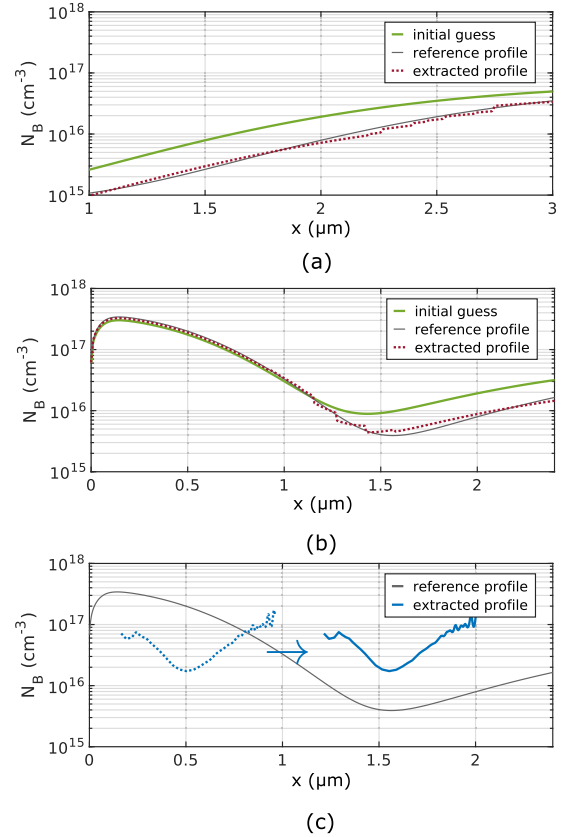 10^18
10^17
10^16
10^15
N_B (cm^-3)
initial guess
reference profile
extracted profile
1 1.5 2 2.5 3
x (µm)
(a)
10^18
10^17
10^16
10^15
N_B (cm^-3)
initial guess
reference profile
extracted profile
0 0.5 1 1.5 2
x (µm)
(b)
10^18
10^17
10^16
10^15
N_B (cm^-3)
reference profile
extracted profile
0 0.5 1 1.5 2
x (µm)
(c)